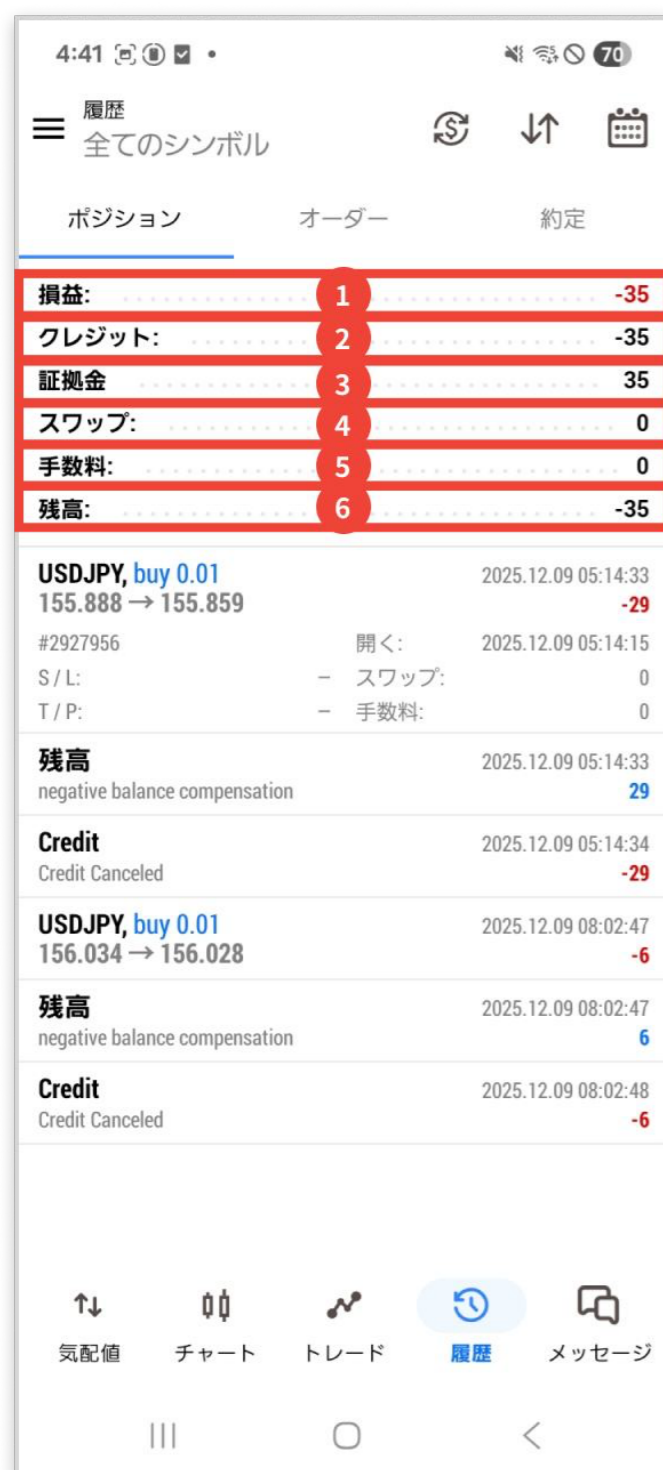 4:41
70
履歴
全てのシンボル
ポジション オーダー 約定
損益: 1 -35
クレジット: 2 -35
証拠金 3 35
スワップ: 4 0
手数料: 5 0
残高: 6 -35
USDJPY, buy 0.01 2025.12.09 05:14:33
155.888 → 155.859 -29
#2927956 開く: 2025.12.09 05:14:15
S / L: – スワップ: 0
T / P: – 手数料: 0
残高 2025.12.09 05:14:33
negative balance compensation 29
Credit 2025.12.09 05:14:34
Credit Canceled -29
USDJPY, buy 0.01 2025.12.09 08:02:47
156.034 → 156.028 -6
残高 2025.12.09 08:02:47
negative balance compensation 6
Credit 2025.12.09 08:02:48
Credit Canceled -6
気配値 チャート トレード 履歴 メッセージ